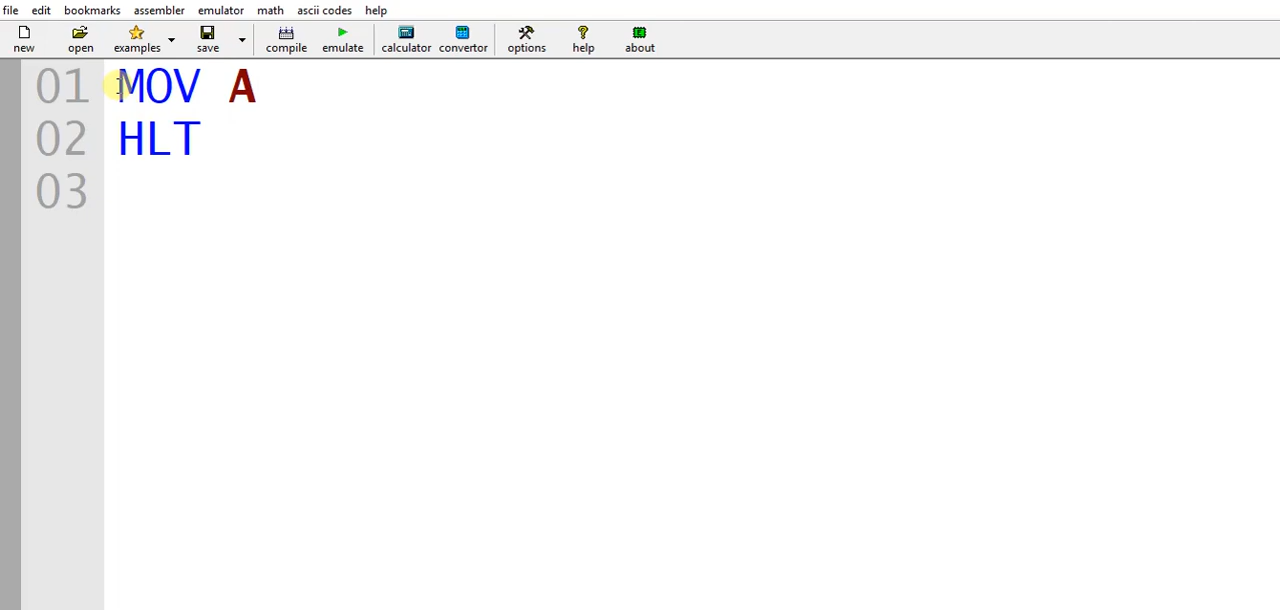 file edit bookmarks assembler emulator math ascii codes help
new open examples save compile emulate calculator convertor options help about
01 MOV A
02 HLT
03